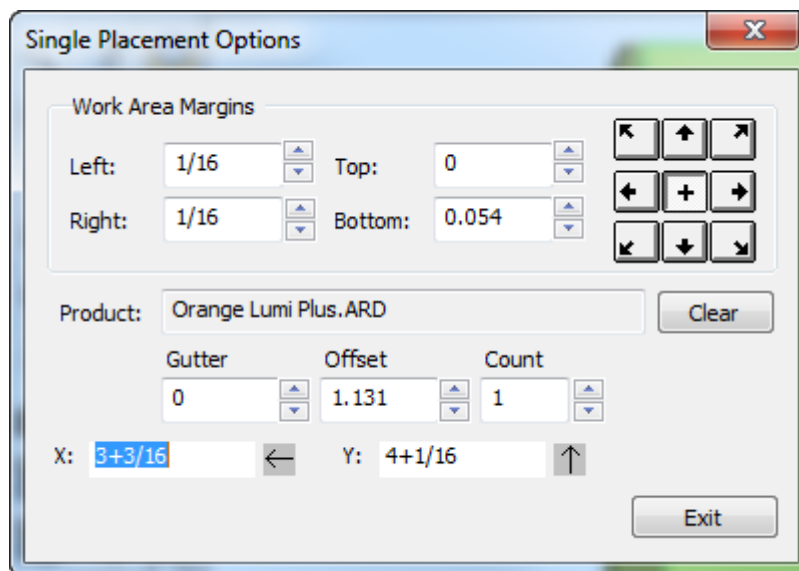 Single Placement Options
Work Area Margins
Left: 1/16 Top: 0
Right: 1/16 Bottom: 0.054
Product: Orange Lumi Plus.ARD Clear
Gutter Offset Count
0 1.131 1
X: 3+3/16 Y: 4+1/16
Exit